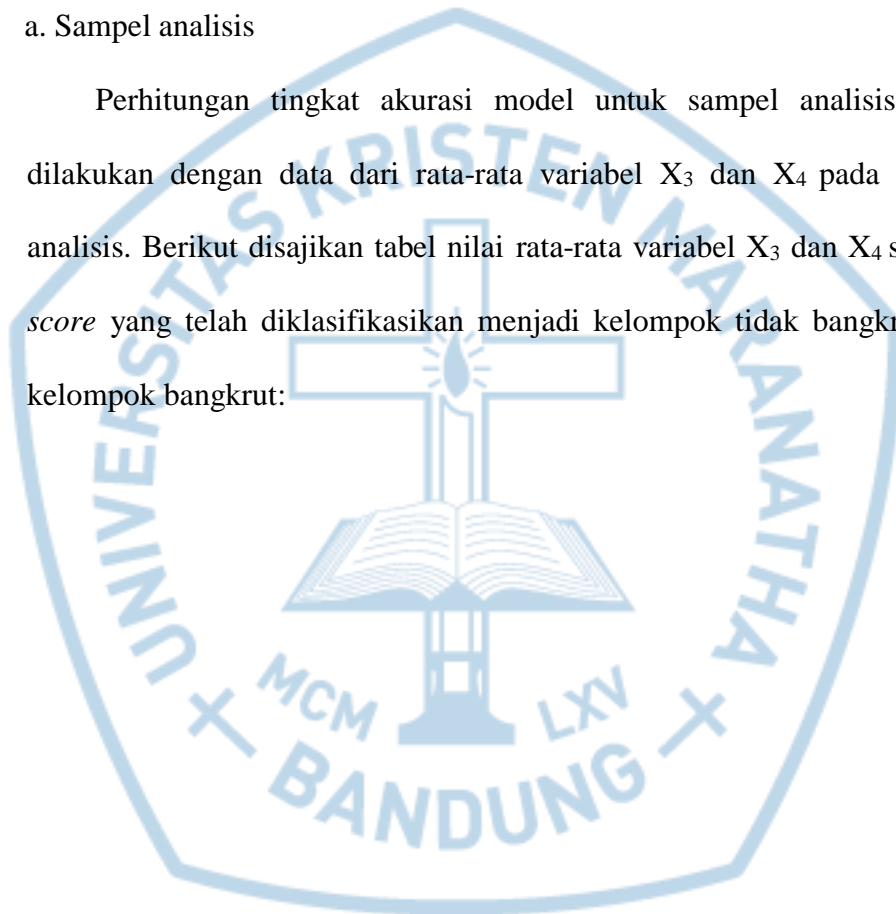 a. Sampel analisis
Perhitungan tingkat akurasi model untuk sampel analisis
dilakukan dengan data dari rata-rata variabel X₃ dan X₄ pada
analisis. Berikut disajikan tabel nilai rata-rata variabel X₃ dan X₄ s
score yang telah diklasifikasikan menjadi kelompok tidak bangkr
kelompok bangkrut:
UNIVERSITAS KRISTEN MARANATHA
MCM LXV
BANDUNG